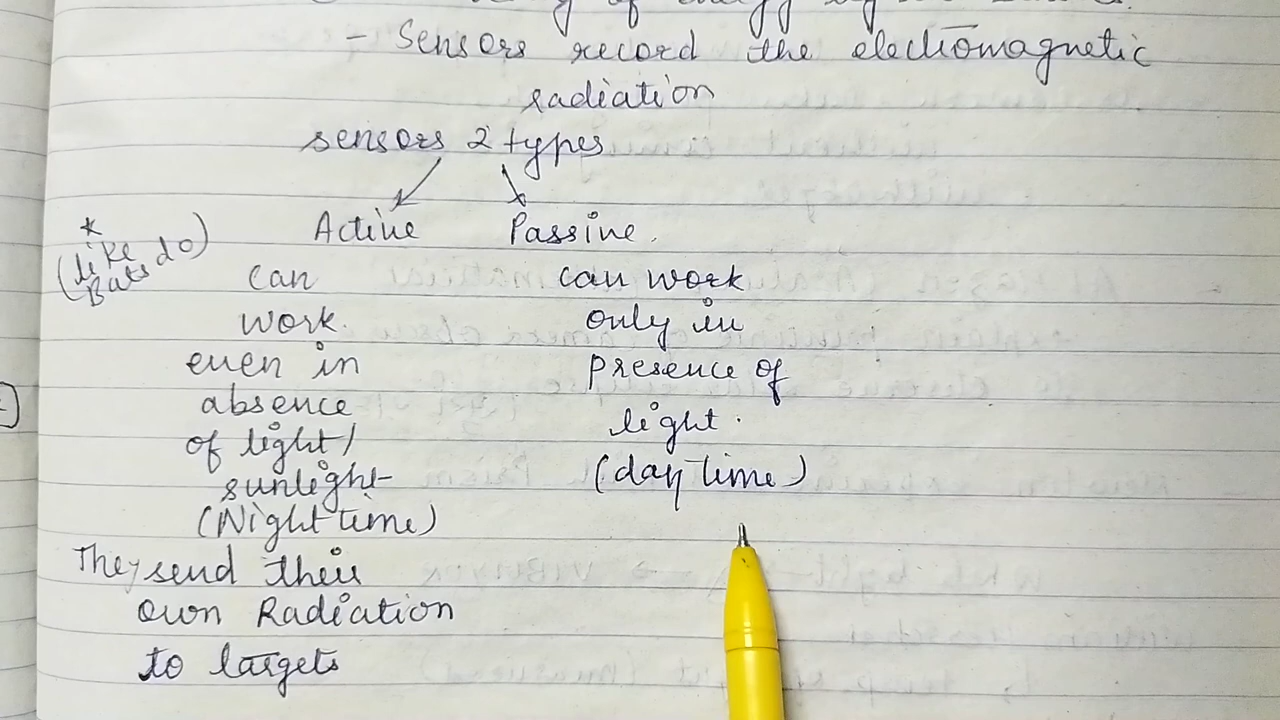 of energy
- Sensors record the electromagnetic
radiation
sensors 2 types
Active Passive.
*
(like
Bats do)
can
work.
even in
absence
of light/
sunlight
(Night time)
They send their
own Radiation
to targets
can work
only in
presence of
light.
(day time)